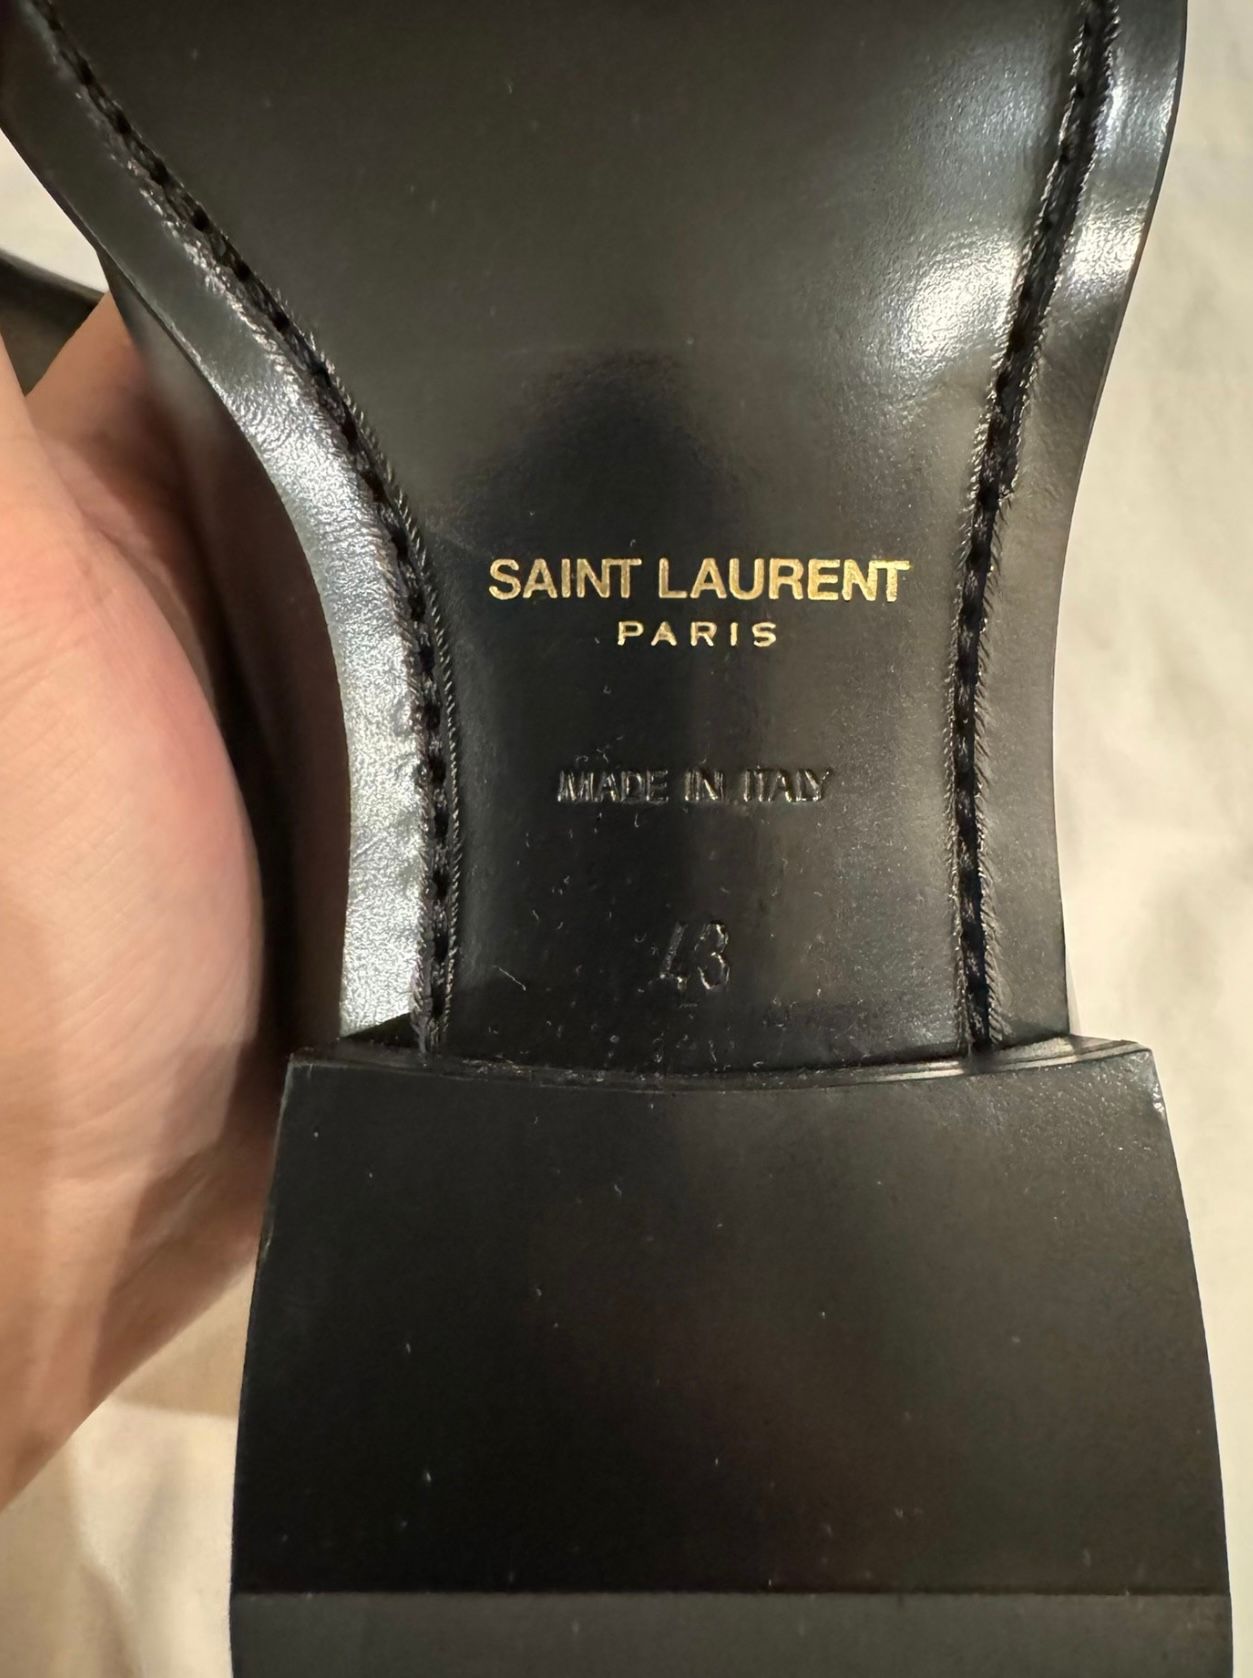 SAINT LAURENT
PARIS
MADE IN ITALY
43